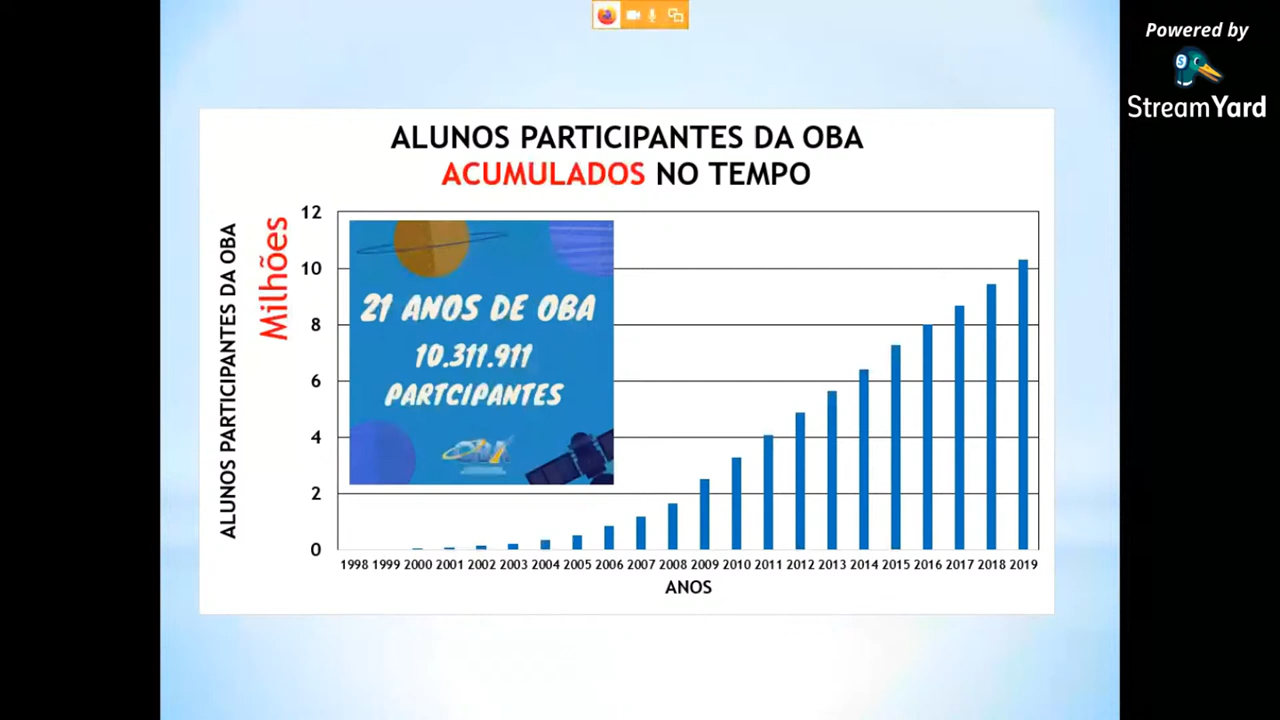 Powered by
StreamYard
ALUNOS PARTICIPANTES DA OBA
ACUMULADOS NO TEMPO
ALUNOS PARTICIPANTES DA OBA
Milhões
12
10
8
6
4
2
0
21 ANOS DE OBA
10.311.911
PARTCIPANTES
OBA
1998 1999 2000 2001 2002 2003 2004 2005 2006 2007 2008 2009 2010 2011 2012 2013 2014 2015 2016 2017 2018 2019
ANOS